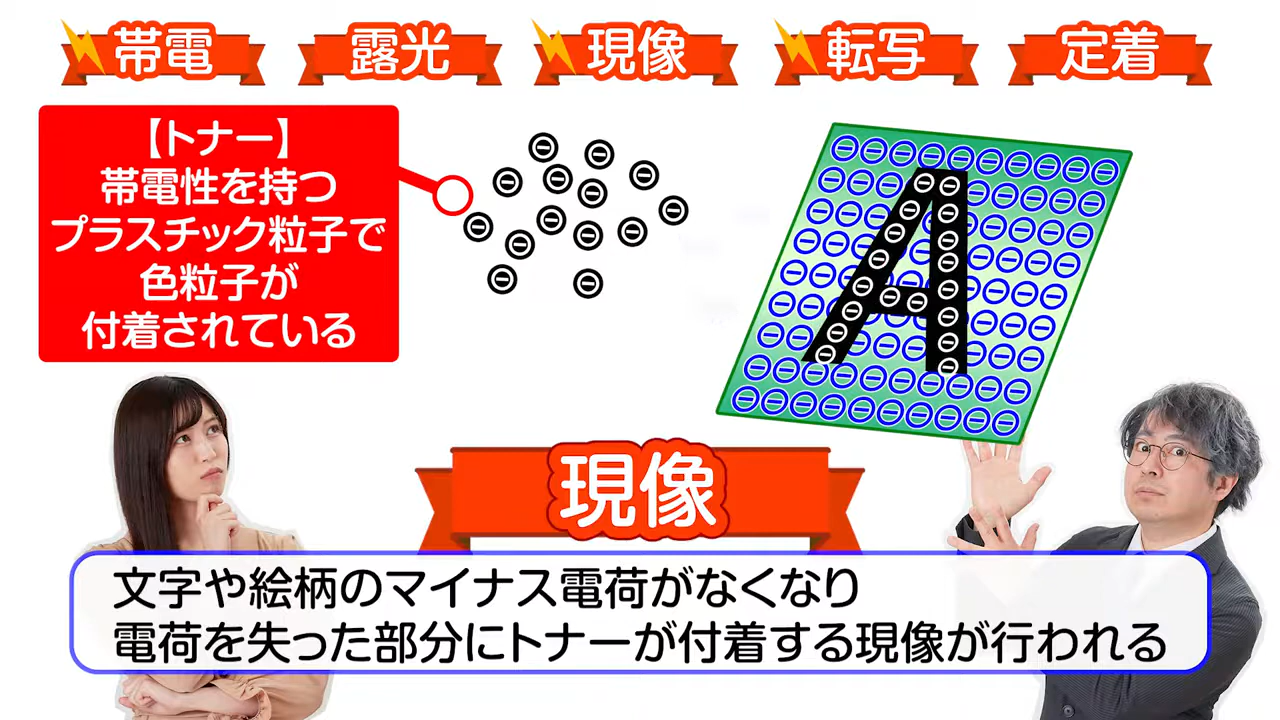 帯電 露光 現像 転写 定着
【トナー】
帯電性を持つ
プラスチック粒子で
色粒子が
付着されている
A
現像
文字や絵柄のマイナス電荷がなくなり
電荷を失った部分にトナーが付着する現像が行われる